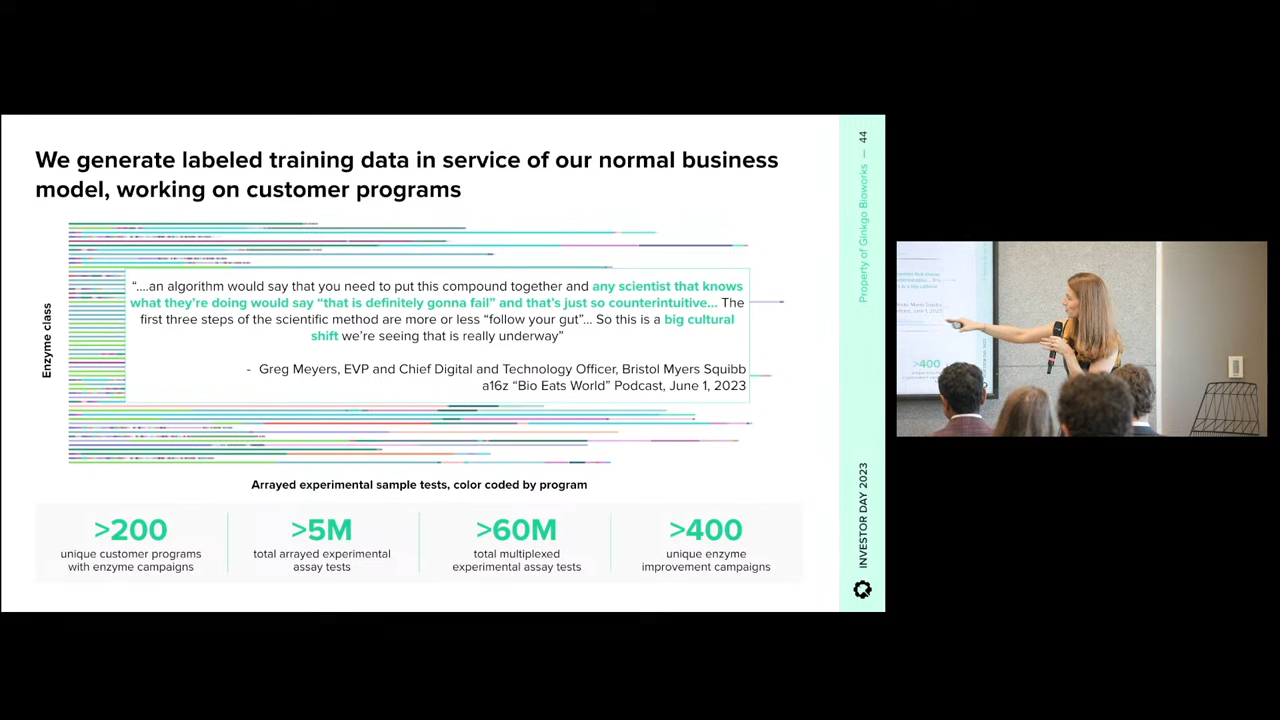 We generate labeled training data in service of our normal business
model, working on customer programs
Enzyme class
“....an algorithm would say that you need to put this compound together and any scientist that knows
what they’re doing would say “that is definitely gonna fail” and that’s just so counterintuitive... The
first three steps of the scientific method are more or less “follow your gut”... So this is a big cultural
shift we’re seeing that is really underway”
- Greg Meyers, EVP and Chief Digital and Technology Officer, Bristol Myers Squibb
a16z “Bio Eats World” Podcast, June 1, 2023
Arrayed experimental sample tests, color coded by program
>200
unique customer programs
with enzyme campaigns
>5M
total arrayed experimental
assay tests
>60M
total multiplexed
experimental assay tests
>400
unique enzyme
improvement campaigns
Property of Ginkgo Bioworks — 44
INVESTOR DAY 2023
>400